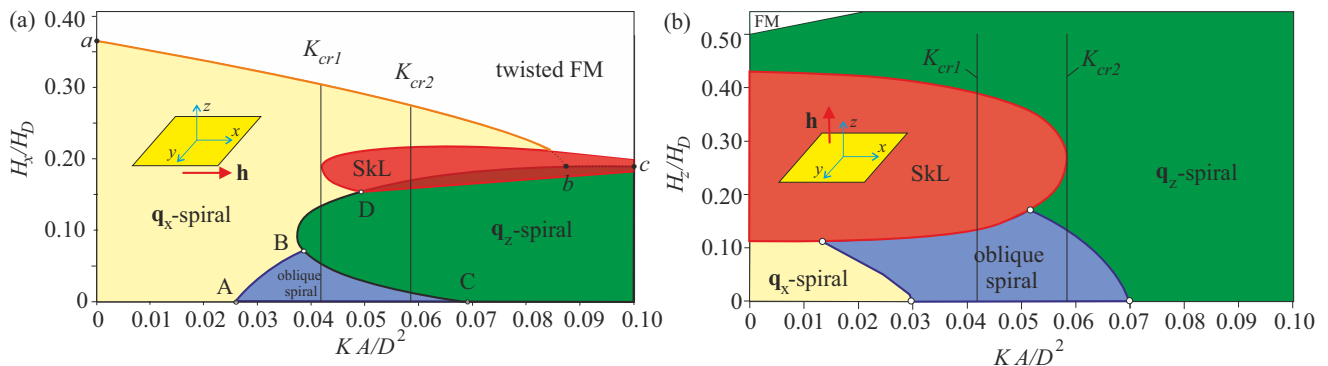 (a)
H_x/H_D
0.40
0.30
0.20
0.10
0
a
K_cr1
K_cr2
twisted FM
z
x
y
h
SkL
b
c
D
q_x-spiral
q_z-spiral
B
A
oblique
spiral
C
0 0.01 0.02 0.03 0.04 0.05 0.06 0.07 0.08 0.09 0.10
K A/D^2
(b)
H_z/H_D
FM
0.50
0.40
0.30
0.20
0.10
0
K_cr1
K_cr2
h
z
x
y
SkL
q_z-spiral
oblique
spiral
q_x-spiral
0 0.01 0.02 0.03 0.04 0.05 0.06 0.07 0.08 0.09 0.10
K A/D^2